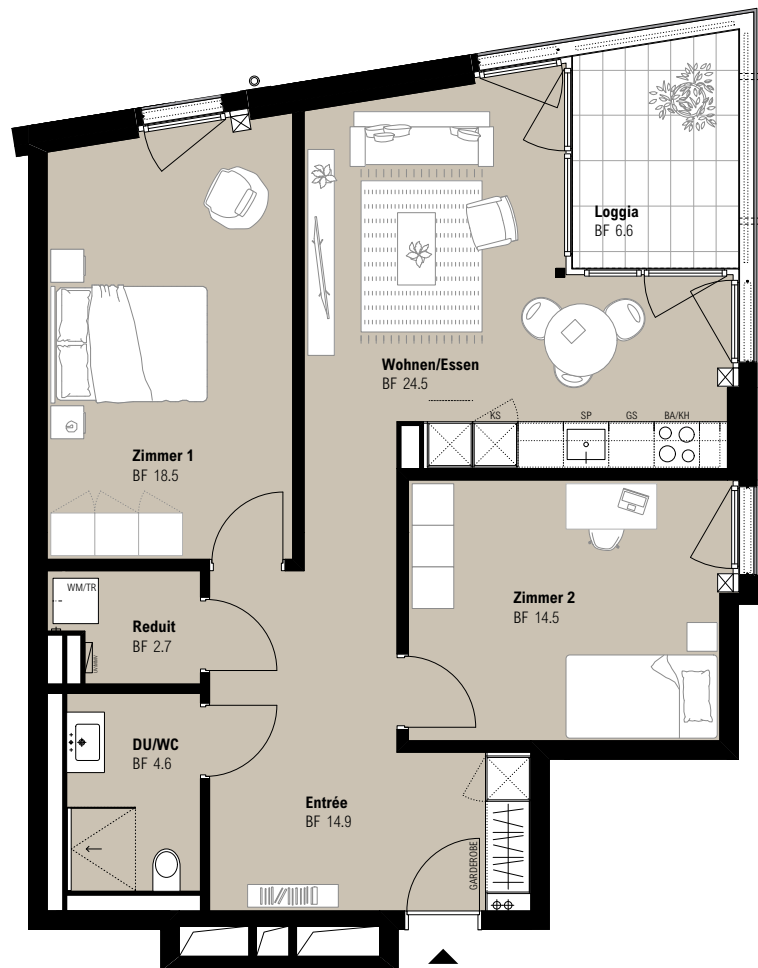 Loggia
BF 6.6
Wohnen/Essen
BF 24.5
KS
SP
GS
BA/KH
Zimmer 1
BF 18.5
WM/TR
Reduit
BF 2.7
Zimmer 2
BF 14.5
DU/WC
BF 4.6
Entrée
BF 14.9
GARDEROBE